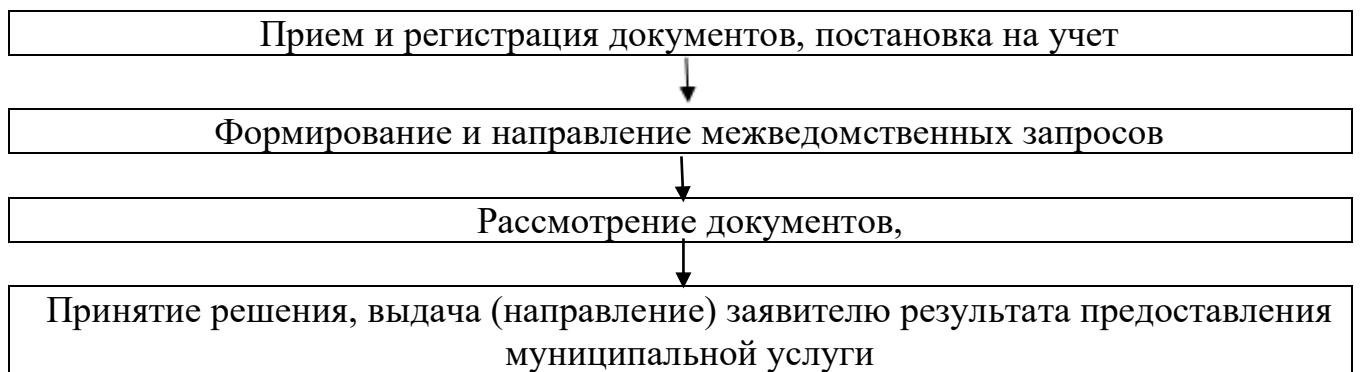 Прием и регистрация документов, постановка на учет
Формирование и направление межведомственных запросов
Рассмотрение документов,
Принятие решения, выдача (направление) заявителю результата предоставления
муниципальной услуги